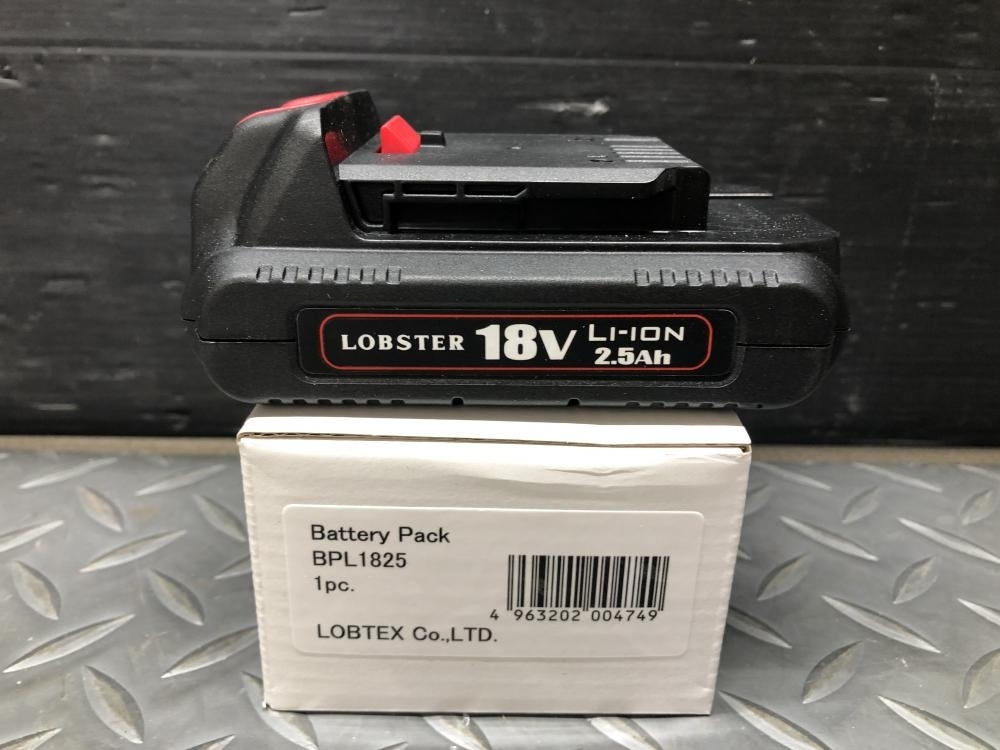 LOBSTER 18V Li-ION
2.5Ah
Battery Pack
BPL1825
1pc.
4 963202 004749
LOBTEX Co.,LTD.